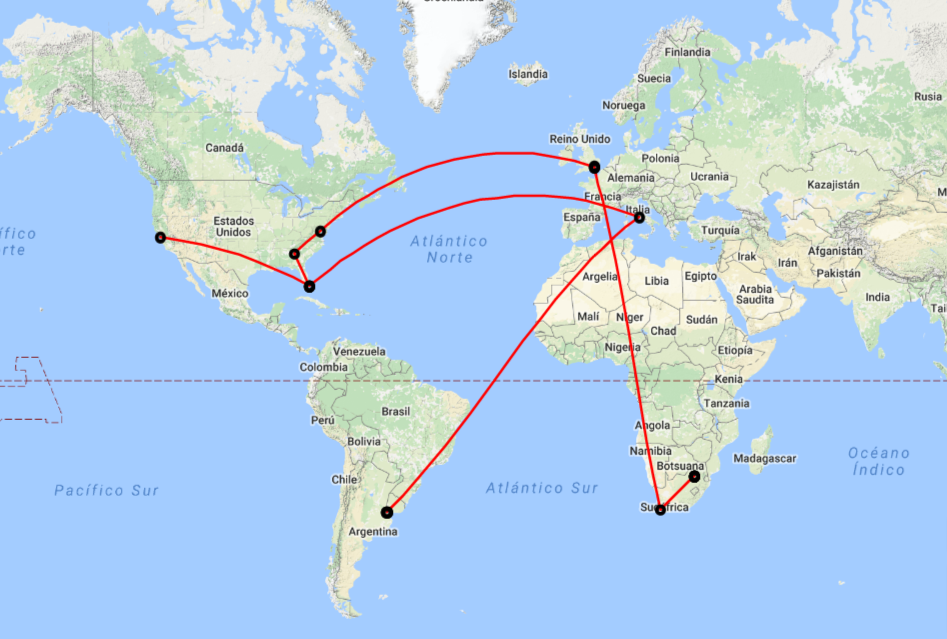 Groenlandia
Islandia
Finlandia
Suecia
Noruega
Rusia
Canadá
Reino Unido
Polonia
Alemania
Ucrania
Kazajistán
Francia
Italia
España
Turquía
Estados
Unidos
Atlántico
Norte
ífico
rte
Irak
Irán
Afganistán
Pakistán
Argelia
Libia
Egipto
Arabia
Saudita
India
Tai
México
Malí
Níger
Chad
Sudán
Nigeria
Etiopía
Venezuela
Colombia
Kenia
Tanzania
Brasil
Perú
Bolivia
Angola
Namibia
Botsuana
Madagascar
Océano
Índico
Chile
Pacífico Sur
Atlántico Sur
Argentina
M